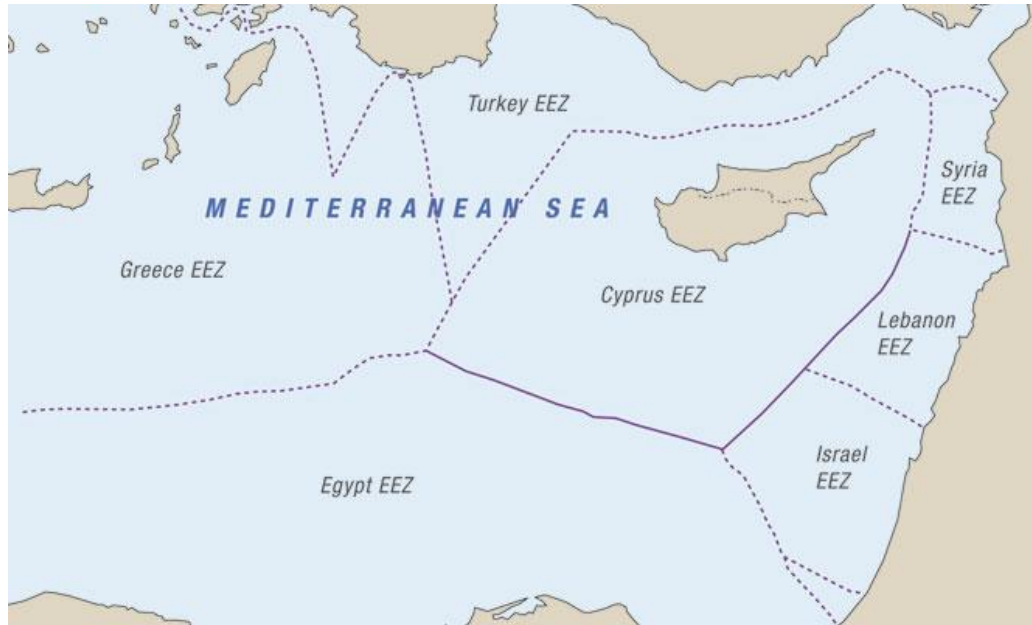 Turkey EEZ
Syria
EEZ
MEDITERRANEAN SEA
Greece EEZ
Cyprus EEZ
Lebanon
EEZ
Israel
EEZ
Egypt EEZ